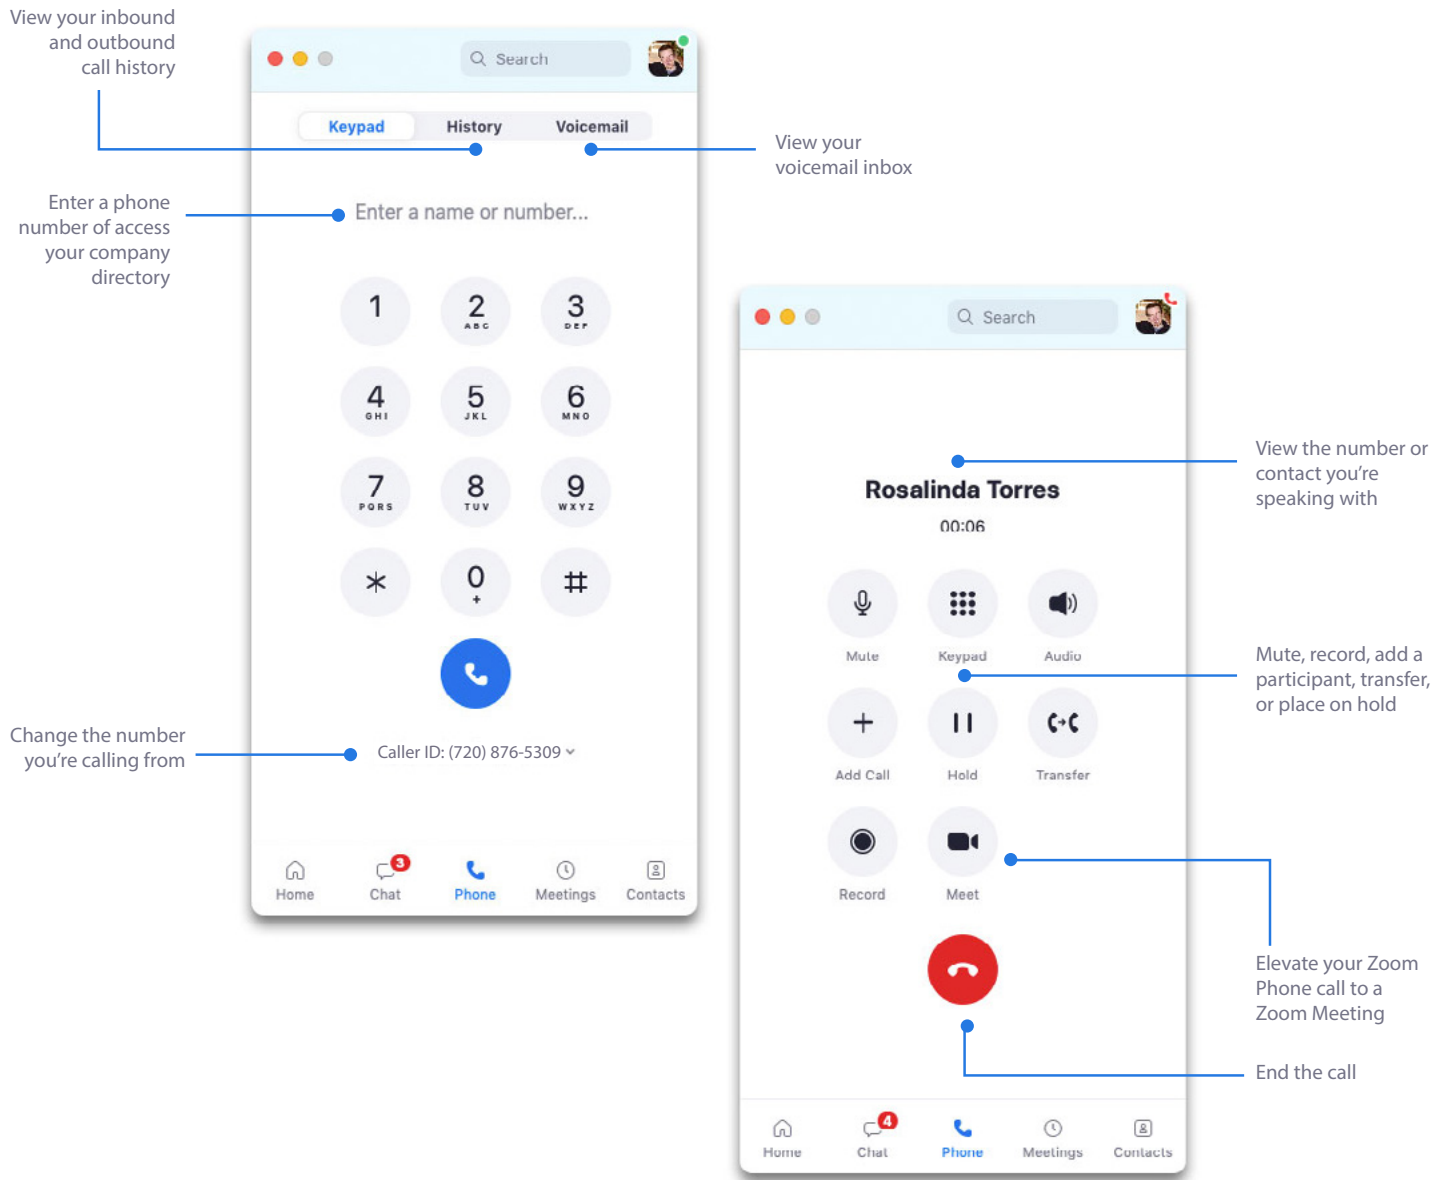 View your inbound
and outbound
call history
Search
Keypad History Voicemail
View your
voicemail inbox
Enter a phone
number of access
your company
directory
Enter a name or number...
1 2 3
ABC DEF
4 5 6
GHI JKL MNO
7 8 9
PQRS TUV WXYZ
* 0 #
+
Change the number
you're calling from
Caller ID: (720) 876-5309
3
Home Chat Phone Meetings Contacts
Search
Rosalinda Torres
00:06
View the number or
contact you're
speaking with
Mute Keypad Audio
Mute, record, add a
participant, transfer,
or place on hold
Add Call Hold Transfer
Record Meet
Elevate your Zoom
Phone call to a
Zoom Meeting
End the call
4
Home Chat Phone Meetings Contacts